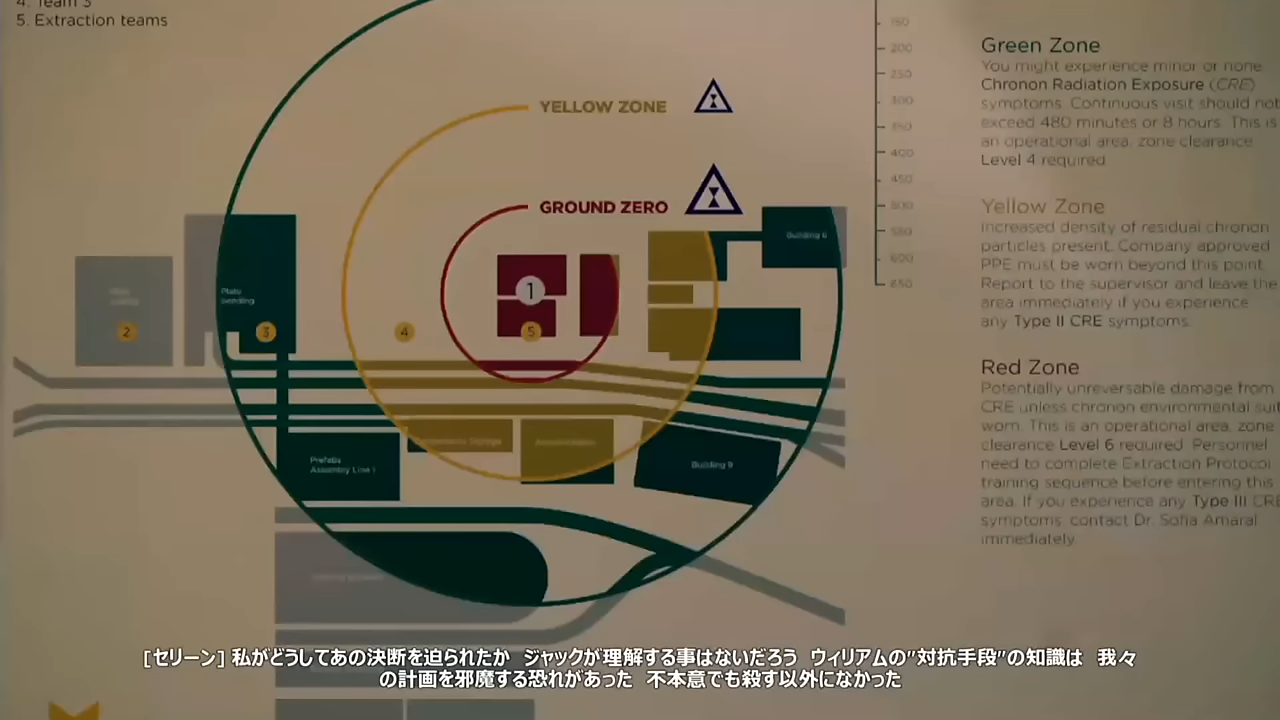 4. Team 3
5. Extraction teams
YELLOW ZONE
GROUND ZERO
150
200
250
300
350
400
450
500
550
600
650
Green Zone
You might experience minor or none
Chronon Radiation Exposure (CRE)
symptoms. Continuous visit should not
exceed 480 minutes or 8 hours. This is
an operational area, zone clearance
Level 4 required
Yellow Zone
Increased density of residual chronon
particles present. Company approved
PPE must be worn beyond this point.
Report to the supervisor and leave the
area immediately if you experience
any Type II CRE symptoms.
Red Zone
Potentially unreversable damage from
CRE unless chronon environmental suit
worn. This is an operational area, zone
clearance Level 6 required. Personnel
need to complete Extraction Protocol
training sequence before entering this
area. If you experience any Type III CRE
symptoms, contact Dr. Sofia Amaral
immediately.
Building 6
Plate
bending
1
2
3
4
5
Prefabs
Assembly Line 1
Building 9
[セリーン] 私がどうしてあの決断を迫られたか ジャックが理解する事はないだろう ウィリアムの"対抗手段"の知識は 我々
の計画を邪魔する恐れがあった 不本意でも殺す以外になかった